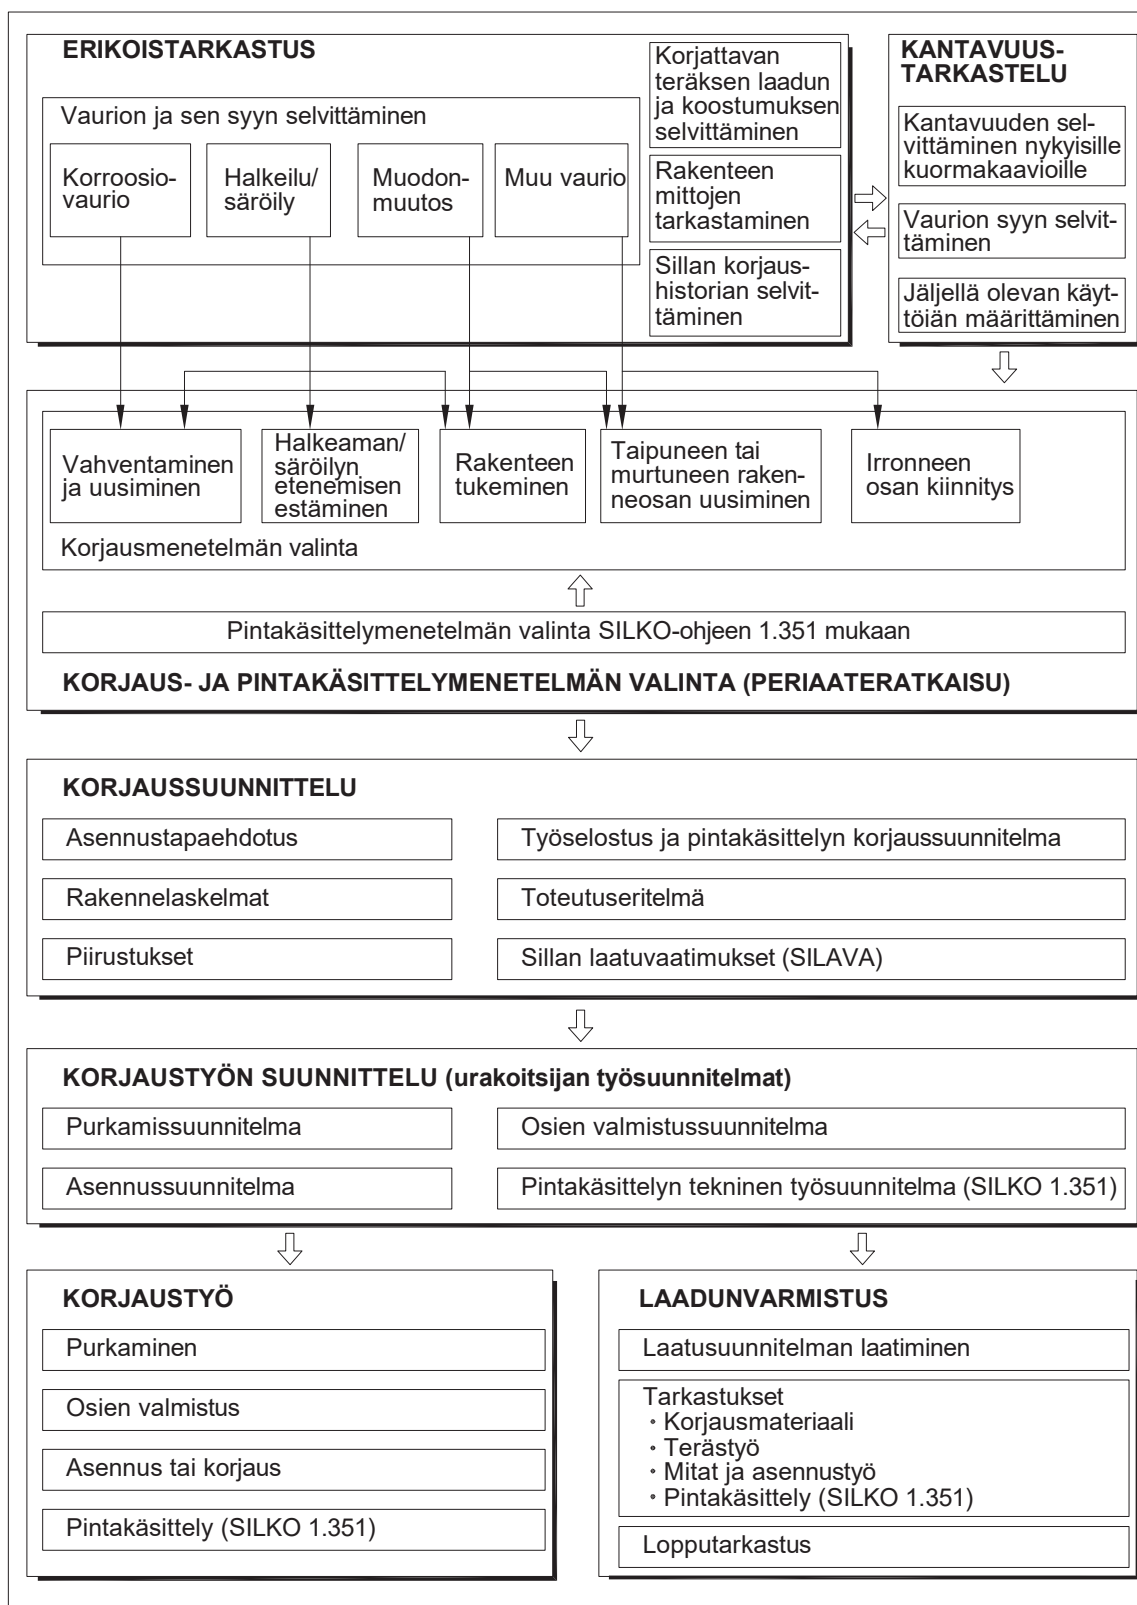 ERIKOISTARKASTUS
Vaurion ja sen syyn selvittäminen
Korroosio-
vaurio
Halkeilu/
säröily
Muodon-
muutos
Muu vaurio
Korjattavan
teräksen laadun
ja koostumuksen
selvittäminen
Rakenteen
mittojen
tarkastaminen
Sillan korjaus-
historian selvit-
täminen
KANTAVUUS-
TARKASTELU
Kantavuuden sel-
vittäminen nykyisille
kuormakaavioille
Vaurion syyn selvit-
täminen
Jäljellä olevan käyt-
töiän määrittäminen
Vahventaminen
ja uusiminen
Halkeaman/
säröilyn
etenemisen
estäminen
Rakenteen
tukeminen
Taipuneen tai
murtuneen raken-
neosan uusiminen
Irronneen
osan kiinnitys
Korjausmenetelmän valinta
Pintakäsittelymenetelmän valinta SILKO-ohjeen 1.351 mukaan
KORJAUS- JA PINTAKÄSITTELYMENETELMÄN VALINTA (PERIAATERATKAISU)
KORJAUSSUUNNITTELU
Asennustapaehdotus
Työselostus ja pintakäsittelyn korjaussuunnitelma
Rakennelaskelmat
Toteutuseritelmä
Piirustukset
Sillan laatuvaatimukset (SILAVA)
KORJAUSTYÖN SUUNNITTELU (urakoitsijan työsuunnitelmat)
Purkamissuunnitelma
Osien valmistussuunnitelma
Asennussuunnitelma
Pintakäsittelyn tekninen työsuunnitelma (SILKO 1.351)
KORJAUSTYÖ
Purkaminen
Osien valmistus
Asennus tai korjaus
Pintakäsittely (SILKO 1.351)
LAADUNVARMISTUS
Laatusuunnitelman laatiminen
Tarkastukset
• Korjausmateriaali
• Terästyö
• Mitat ja asennustyö
• Pintakäsittely (SILKO 1.351)
Lopputarkastus